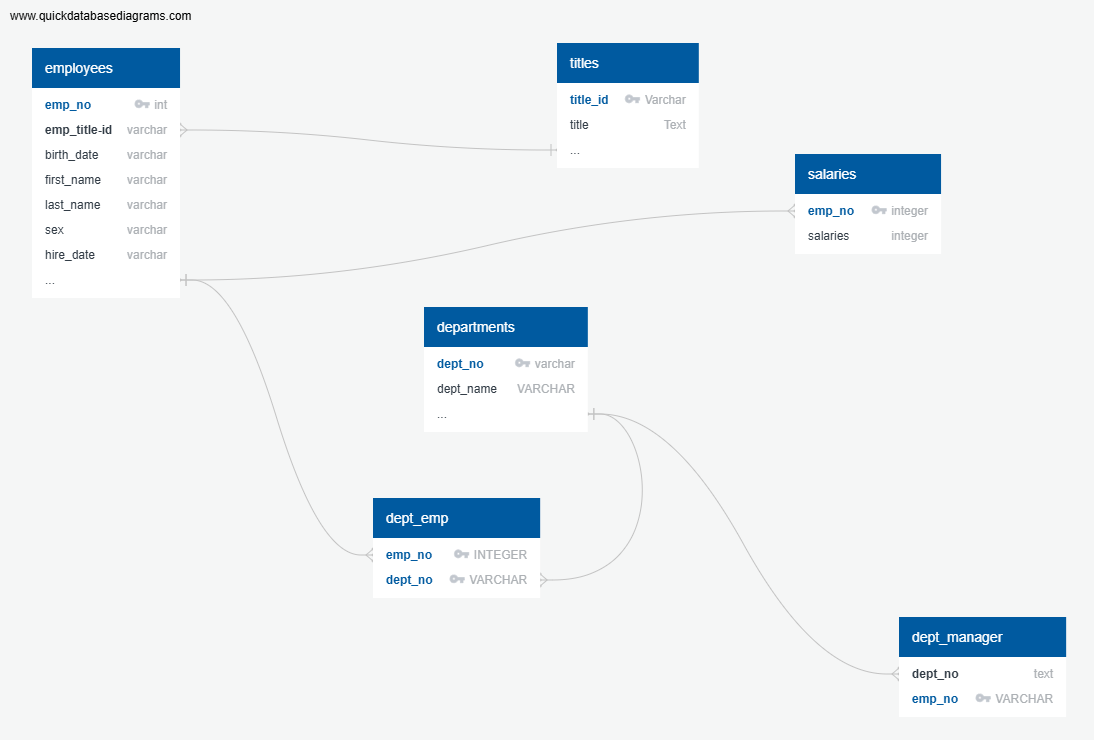 www.quickdatabasediagrams.com
employees
emp_no int
emp_title-id varchar
birth_date varchar
first_name varchar
last_name varchar
sex varchar
hire_date varchar
...
titles
title_id Varchar
title Text
...
salaries
emp_no integer
salaries integer
departments
dept_no varchar
dept_name VARCHAR
...
dept_emp
emp_no INTEGER
dept_no VARCHAR
dept_manager
dept_no text
emp_no VARCHAR